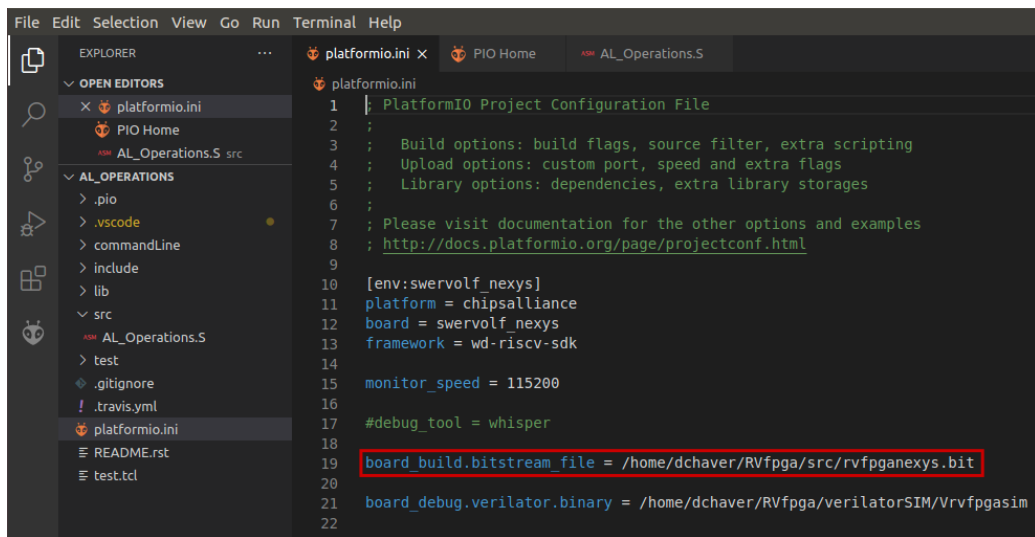 File Edit Selection View Go Run Terminal Help
EXPLORER ...
OPEN EDITORS
platformio.ini
PIO Home
ASM AL_Operations.S src
AL_OPERATIONS
.pio
.vscode
commandLine
include
lib
src
ASM AL_Operations.S
test
.gitignore
! .travis.yml
platformio.ini
README.rst
test.tcl
platformio.ini PIO Home ASM AL_Operations.S
platformio.ini
1 ; PlatformIO Project Configuration File
2 ;
3 ; Build options: build flags, source filter, extra scripting
4 ; Upload options: custom port, speed and extra flags
5 ; Library options: dependencies, extra library storages
6 ;
7 ; Please visit documentation for the other options and examples
8 ; http://docs.platformio.org/page/projectconf.html
9
10 [env:swervolf_nexys]
11 platform = chipsalliance
12 board = swervolf_nexys
13 framework = wd-riscv-sdk
14
15 monitor_speed = 115200
16
17 #debug_tool = whisper
18
19 board_build.bitstream_file = /home/dchaver/RVfpga/src/rvfpganexys.bit
20
21 board_debug.verilator.binary = /home/dchaver/RVfpga/verilatorSIM/Vrvfpgasim
22